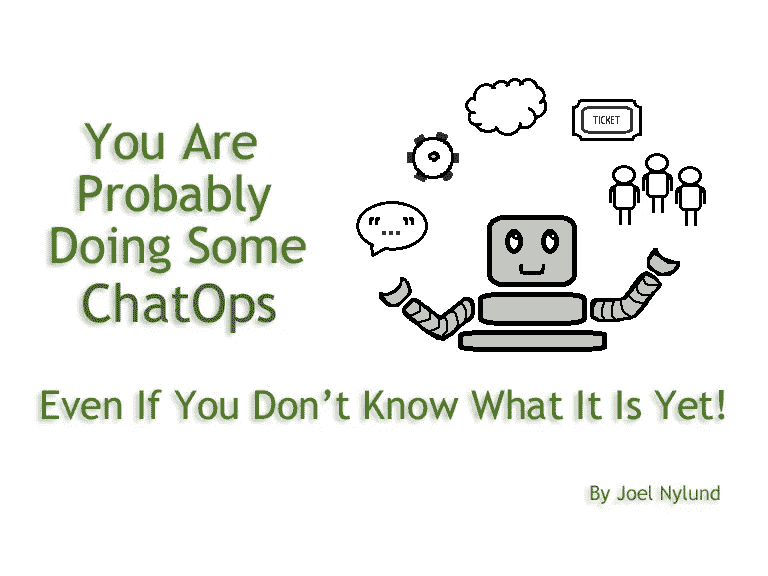 You Are
Probably
Doing Some
ChatOps
TICKET
"..."
Even If You Don't Know What It Is Yet!
By Joel Nylund